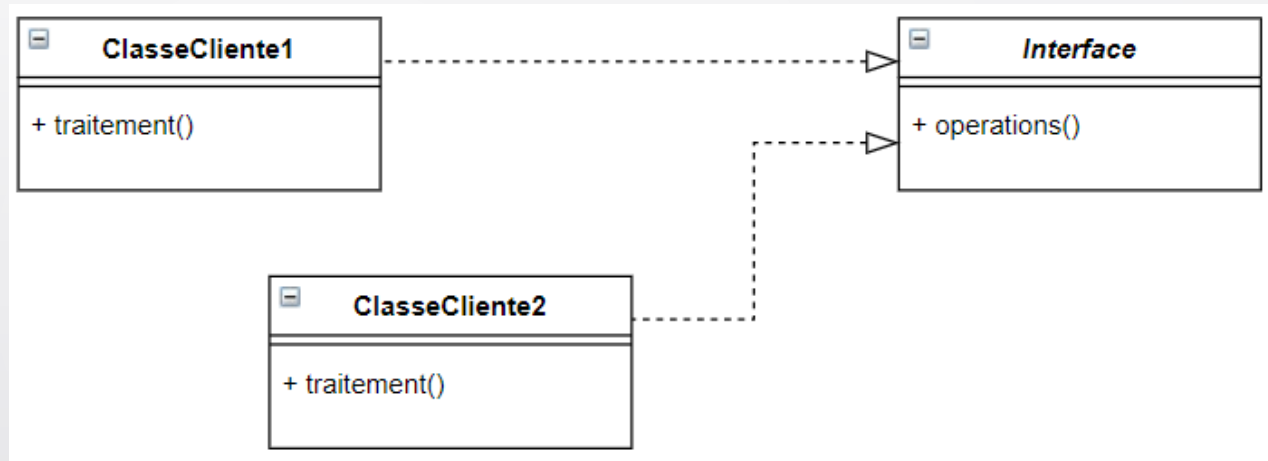 ClasseCliente1
+ traitement()
Interface
+ operations()
ClasseCliente2
+ traitement()